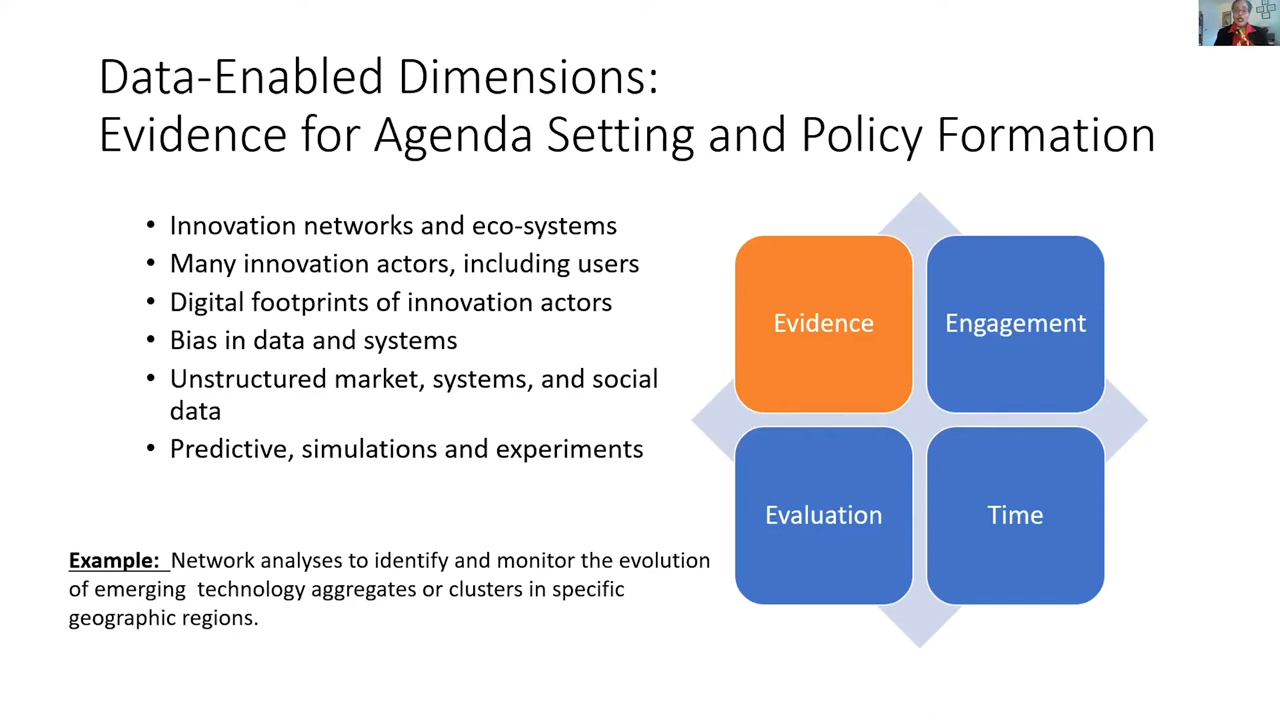 Data-Enabled Dimensions:
Evidence for Agenda Setting and Policy Formation
• Innovation networks and eco-systems
• Many innovation actors, including users
• Digital footprints of innovation actors
• Bias in data and systems
• Unstructured market, systems, and social
data
• Predictive, simulations and experiments
Example: Network analyses to identify and monitor the evolution
of emerging technology aggregates or clusters in specific
geographic regions.
Evidence
Engagement
Evaluation
Time